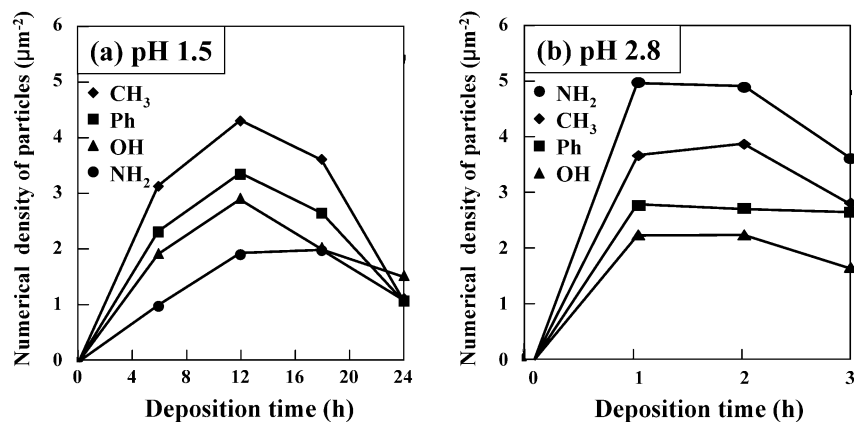 (a) pH 1.5
Numerical density of particles (μm⁻²)
6
5
4
3
2
1
0
CH₃
Ph
OH
NH₂
0 4 8 12 16 20 24
Deposition time (h)
(b) pH 2.8
Numerical density of particles (μm⁻²)
6
5
4
3
2
1
0
NH₂
CH₃
Ph
OH
0 1 2 3
Deposition time (h)